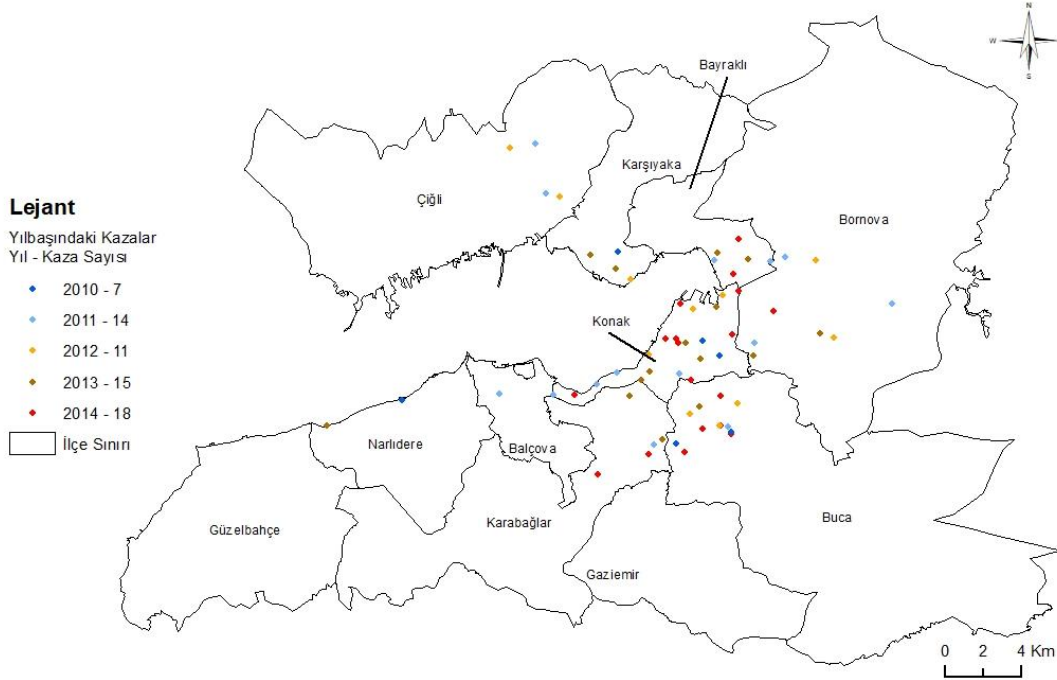 N
W
S
Bayraklı
Karşıyaka
Çiğli
Bornova
Lejant
Yılbaşındaki Kazalar
Yıl - Kaza Sayısı
2010 - 7
2011 - 14
2012 - 11
2013 - 15
2014 - 18
İlçe Sınırı
Konak
Narlıdere
Balçova
Güzelbahçe
Karabağlar
Buca
Gaziemir
0 2 4 Km